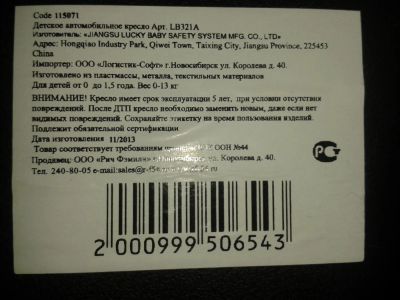 Code 115071
Детское автомобильное кресло Арт. LB321A
Изготовитель: «JIANGSU LUCKY BABY SAFETY SYSTEM MFG. CO., LTD»
Адрес: Hongqiao Industry Park, Qiwei Town, Taixing City, Jiangsu Province, 225453
China
Импортер: ООО «Логистик-Софт» г.Новосибирск ул. Королева д. 40.
Изготовлено из пластмассы, металла, текстильных материалов
Для детей от 0 до 1,5 года. Вес 0-13 кг
ВНИМАНИЕ! Кресло имеет срок эксплуатации 5 лет, при условии отсутствия
повреждений. После ДТП кресло необходимо заменить новым, даже если нет
видимых повреждений. Сохраняйте этикетку на время пользования изделий.
Подлежит обязательной сертификации
Дата изготовления 11/2013
Товар соответствует требованиям ООН №44
Продавец: ООО «Рич Фэмили» ул. Королева д. 40.
Тел. 240-80-05 e-mail:sales@
РСТ
2 000999 506543